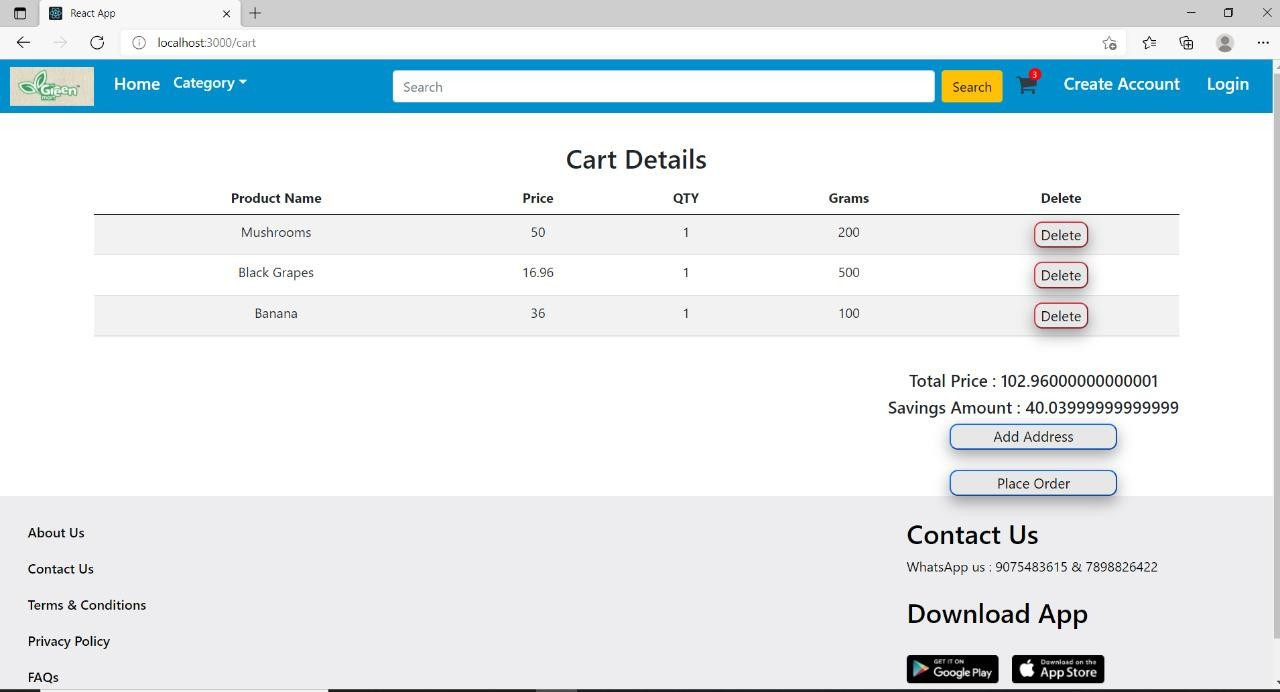 React App
localhost:3000/cart
Green
Home Category Search Search 3 Create Account Login
Cart Details
Product Name Price QTY Grams Delete
Mushrooms 50 1 200 Delete
Black Grapes 16.96 1 500 Delete
Banana 36 1 100 Delete
Total Price : 102.96000000000001
Savings Amount : 40.03999999999999
Add Address
Place Order
About Us
Contact Us
Terms & Conditions
Privacy Policy
FAQs
Contact Us
WhatsApp us : 9075483615 & 7898826422
Download App
GET IT ON
Google Play
Download on the
App Store